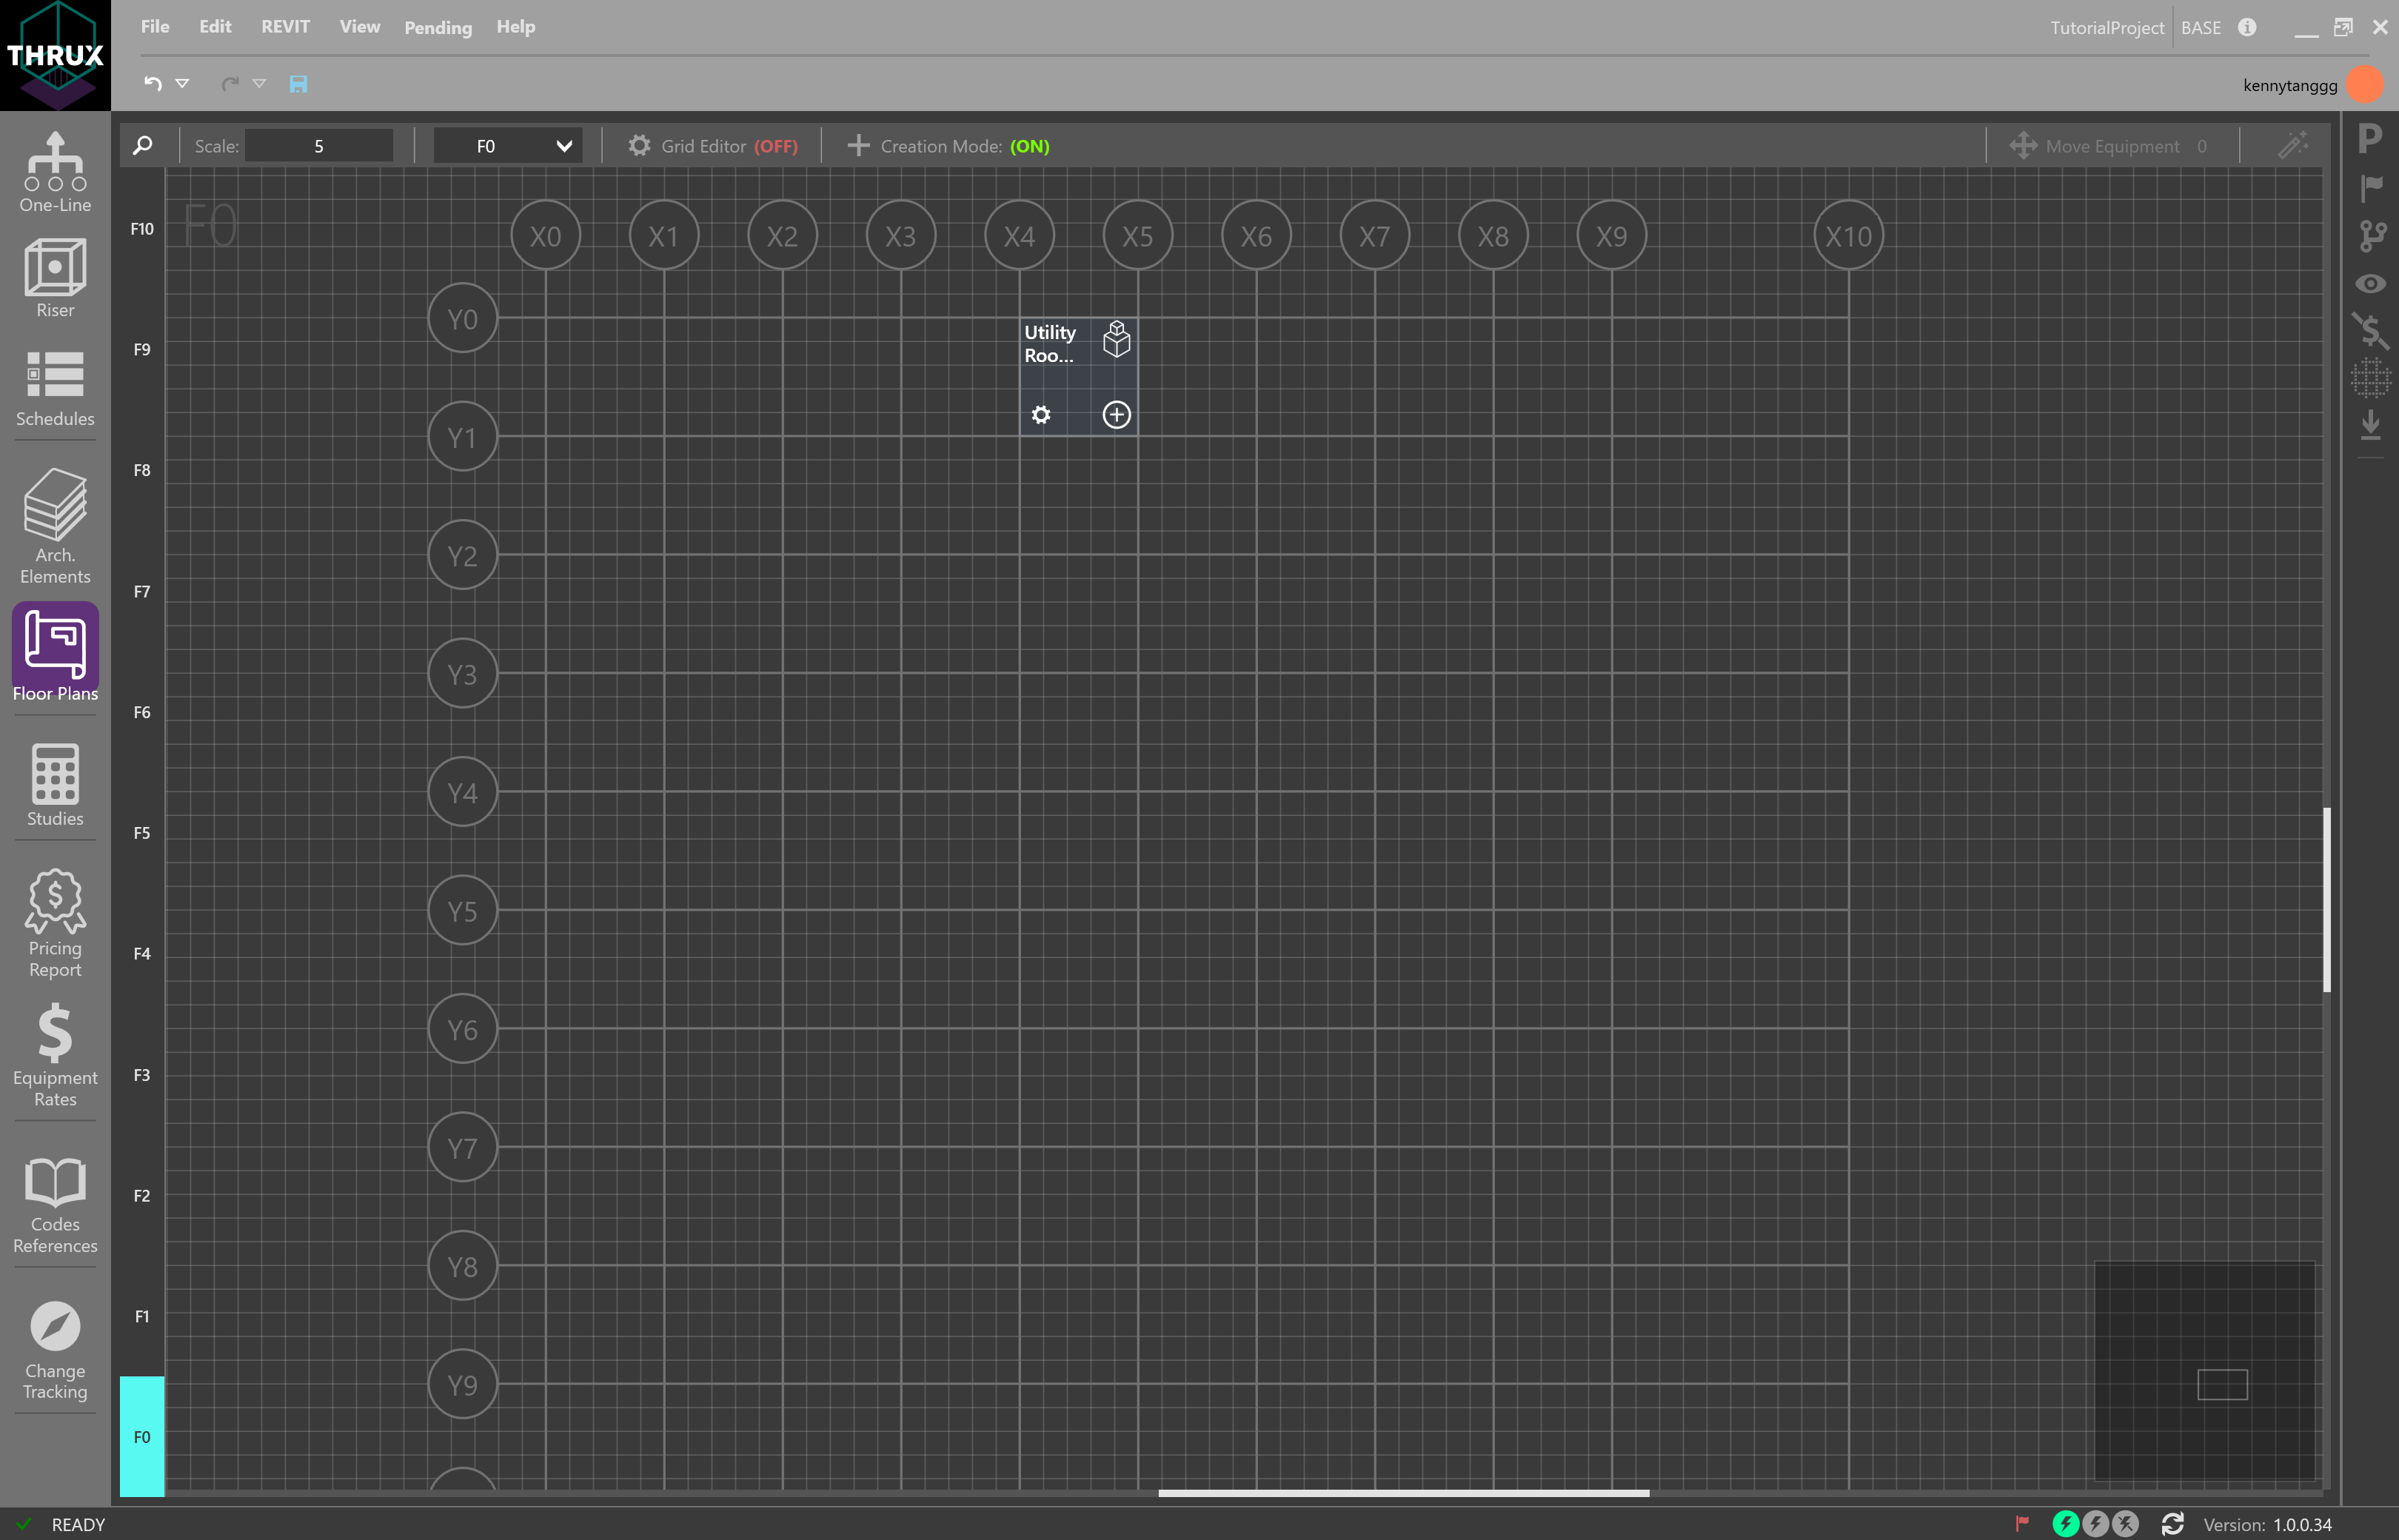 THRUX
File Edit REVIT View Pending Help
TutorialProject BASE
kennytanggg
Scale: 5 F0 Grid Editor (OFF) Creation Mode: (ON) Move Equipment 0
P
One-Line
Riser
Schedules
Arch.
Elements
Floor Plans
Studies
Pricing
Report
Equipment
Rates
Codes
References
Change
Tracking
F10
F9
F8
F7
F6
F5
F4
F3
F2
F1
F0
F0
X0 X1 X2 X3 X4 X5 X6 X7 X8 X9 X10
Y0
Y1
Y2
Y3
Y4
Y5
Y6
Y7
Y8
Y9
Utility
Roo...
READY
Version: 1.0.0.34